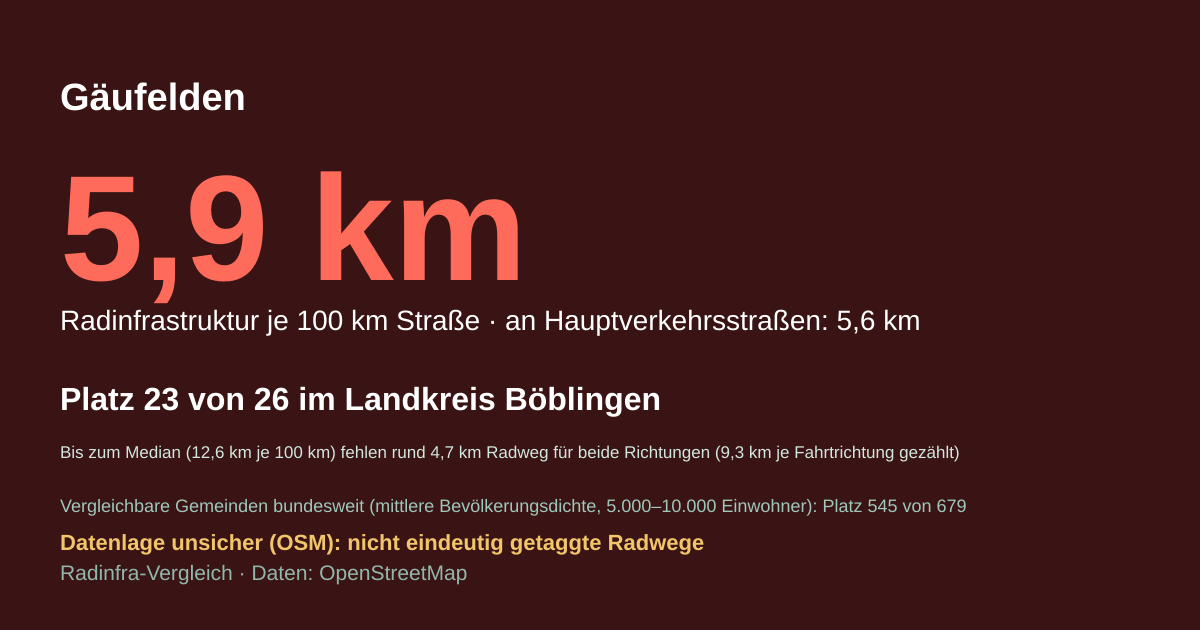 Gäufelden
5,9 km
Radinfrastruktur je 100 km Straße · an Hauptverkehrsstraßen: 5,6 km
Platz 23 von 26 im Landkreis Böblingen
Bis zum Median (12,6 km je 100 km) fehlen rund 4,7 km Radweg für beide Richtungen (9,3 km je Fahrtrichtung gezählt)
Vergleichbare Gemeinden bundesweit (mittlere Bevölkerungsdichte, 5.000–10.000 Einwohner): Platz 545 von 679
Datenlage unsicher (OSM): nicht eindeutig getaggte Radwege
Radinfra-Vergleich · Daten: OpenStreetMap